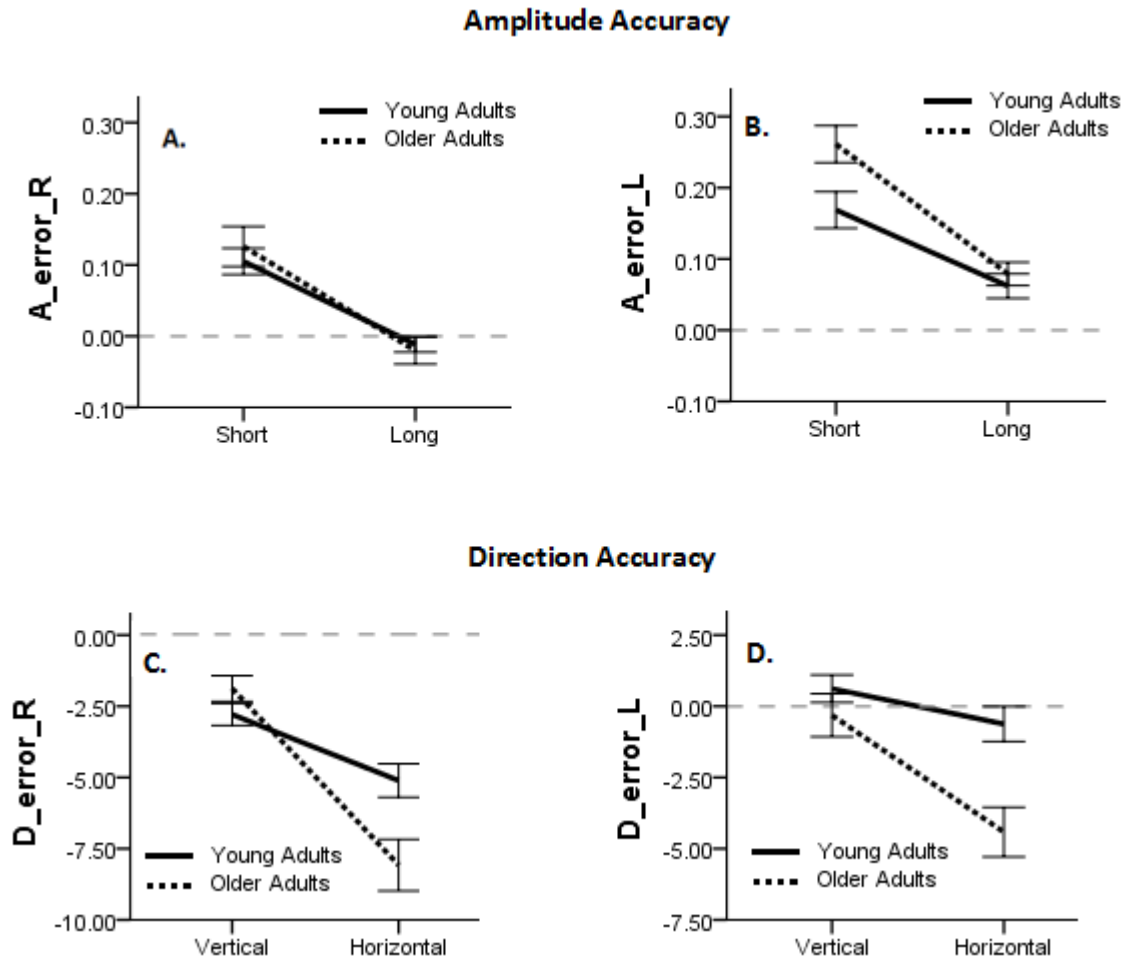 Amplitude Accuracy
Young Adults
Older Adults
A.
0.30
0.20
0.10
0.00
-0.10
A_error_R
Short
Long
Young Adults
Older Adults
B.
0.30
0.20
0.10
0.00
-0.10
A_error_L
Short
Long
Direction Accuracy
C.
0.00
-2.50
-5.00
-7.50
-10.00
D_error_R
Young Adults
Older Adults
Vertical
Horizontal
D.
2.50
0.00
-2.50
-5.00
-7.50
D_error_L
Young Adults
Older Adults
Vertical
Horizontal